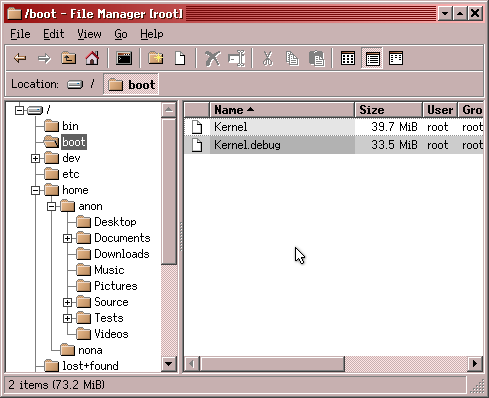 /boot - File Manager [root]
File Edit View Go Help
Location: / boot
/
bin
boot
dev
etc
home
anon
Desktop
Documents
Downloads
Music
Pictures
Source
Tests
Videos
nona
lost+found
Name Size User Gro
Kernel 39.7 MiB root root
Kernel.debug 33.5 MiB root root
2 items (73.2 MiB)